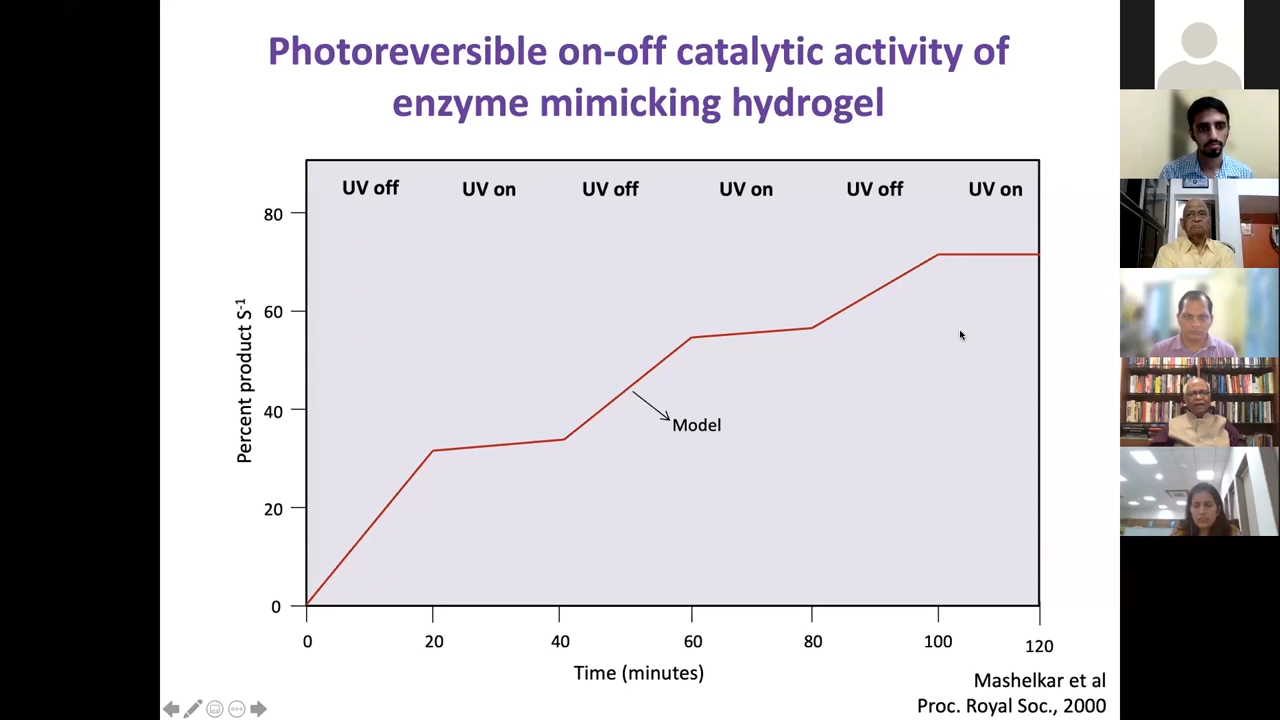 Photoreversible on-off catalytic activity of
enzyme mimicking hydrogel
UV off
UV on
UV off
UV on
UV off
UV on
80
60
40
20
0
Percent product S⁻¹
Model
0
20
40
60
80
100
120
Time (minutes)
Mashelkar et al
Proc. Royal Soc., 2000